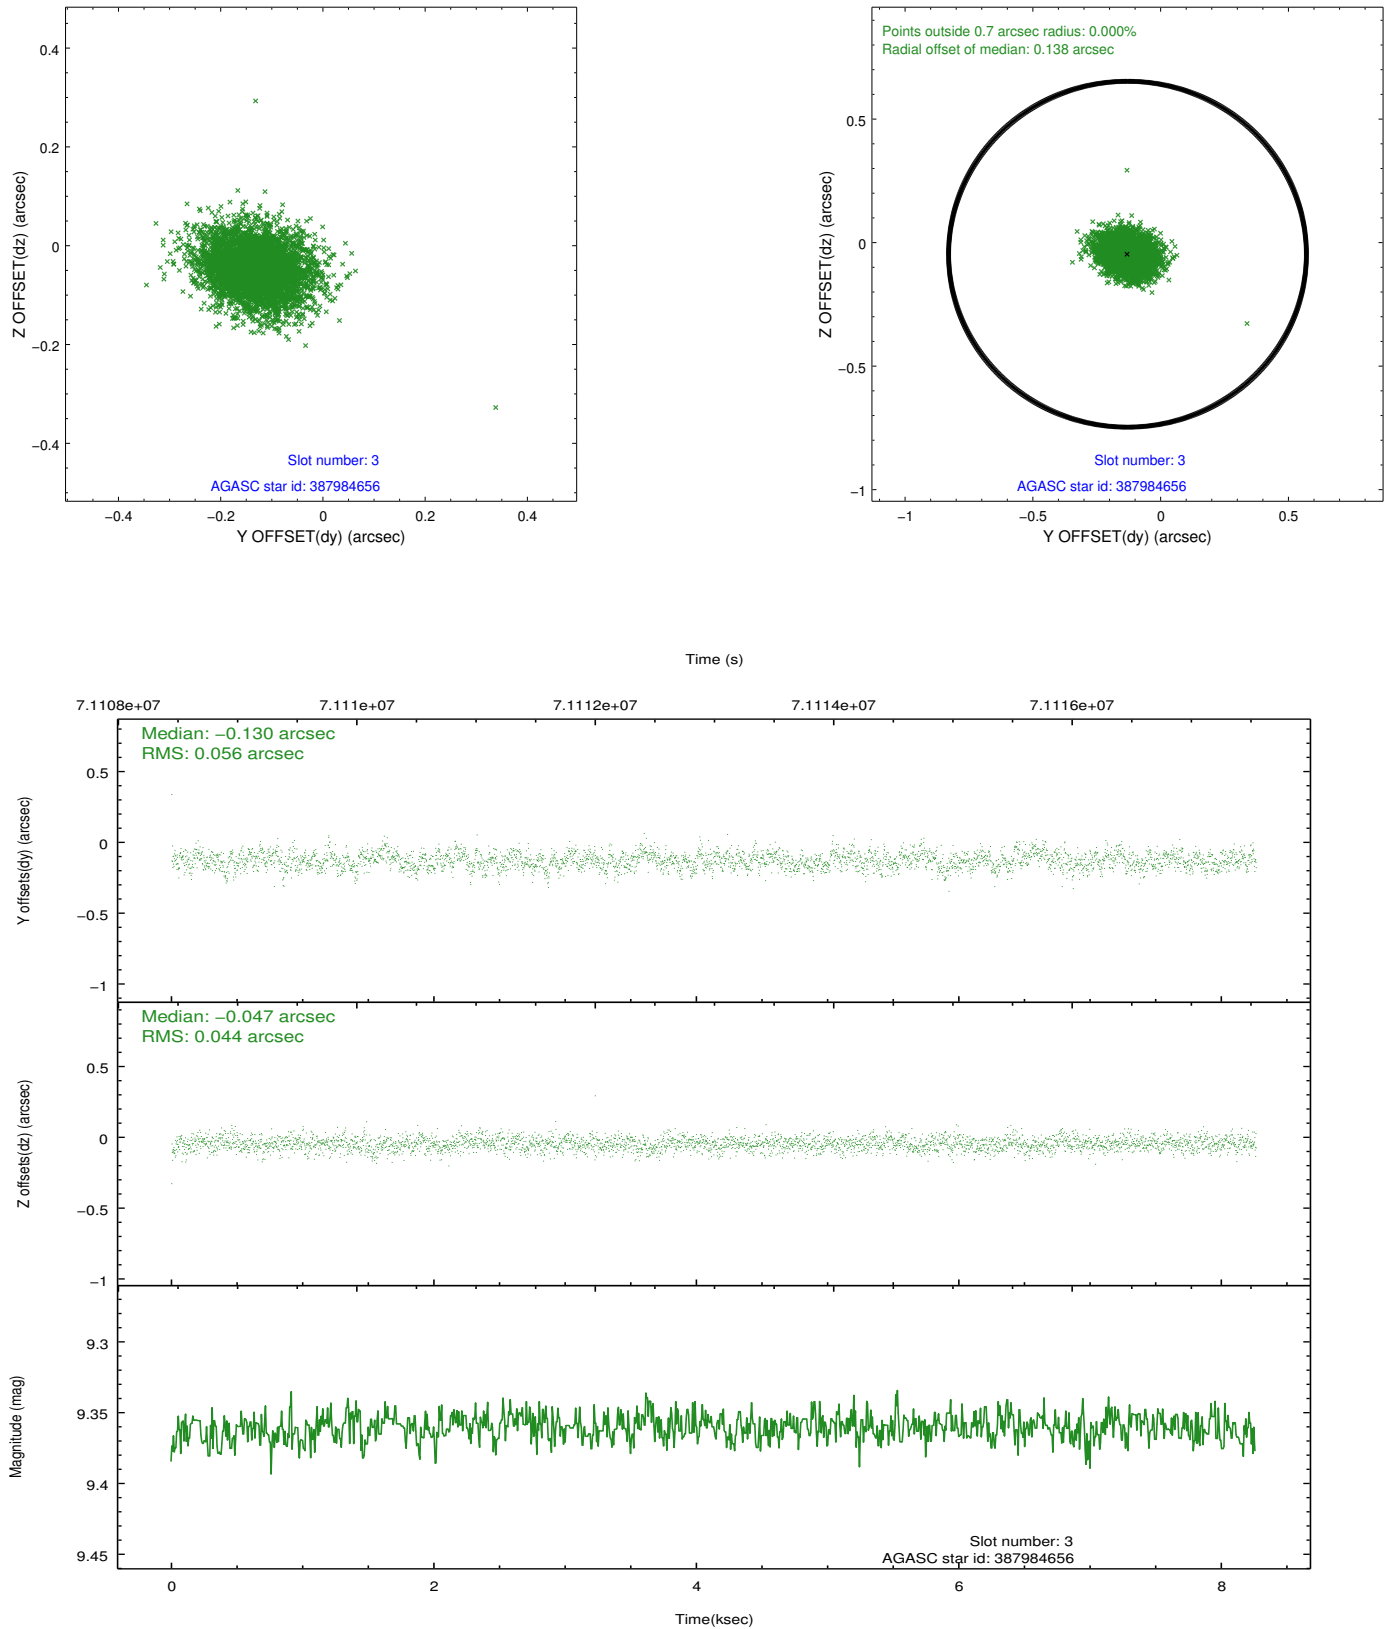 0.4
0.2
0
−0.2
−0.4
Z OFFSET(dz) (arcsec)
Slot number: 3
AGASC star id: 387984656
−0.4 −0.2 0 0.2 0.4
Y OFFSET(dy) (arcsec)
Points outside 0.7 arcsec radius: 0.000%
Radial offset of median: 0.138 arcsec
0.5
0
−0.5
−1
Z OFFSET(dz) (arcsec)
Slot number: 3
AGASC star id: 387984656
−1 −0.5 0 0.5
Y OFFSET(dy) (arcsec)
Time (s)
7.1108e+07 7.111e+07 7.1112e+07 7.1114e+07 7.1116e+07
Median: −0.130 arcsec
RMS: 0.056 arcsec
0.5
0
−0.5
−1
Y offsets(dy) (arcsec)
Median: −0.047 arcsec
RMS: 0.044 arcsec
0.5
0
−0.5
−1
Z offsets(dz) (arcsec)
9.3
9.35
9.4
9.45
Magnitude (mag)
Slot number: 3
AGASC star id: 387984656
0 2 4 6 8
Time(ksec)